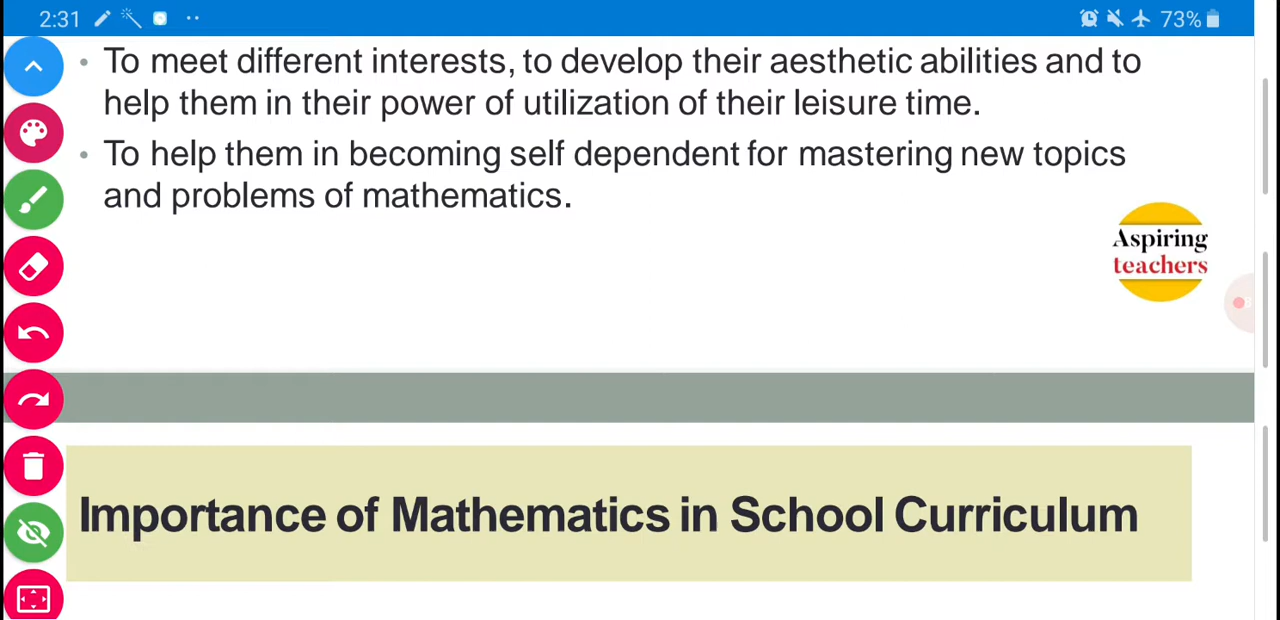 2:31
73%
To meet different interests, to develop their aesthetic abilities and to
help them in their power of utilization of their leisure time.
To help them in becoming self dependent for mastering new topics
and problems of mathematics.
Aspiring
teachers
Importance of Mathematics in School Curriculum